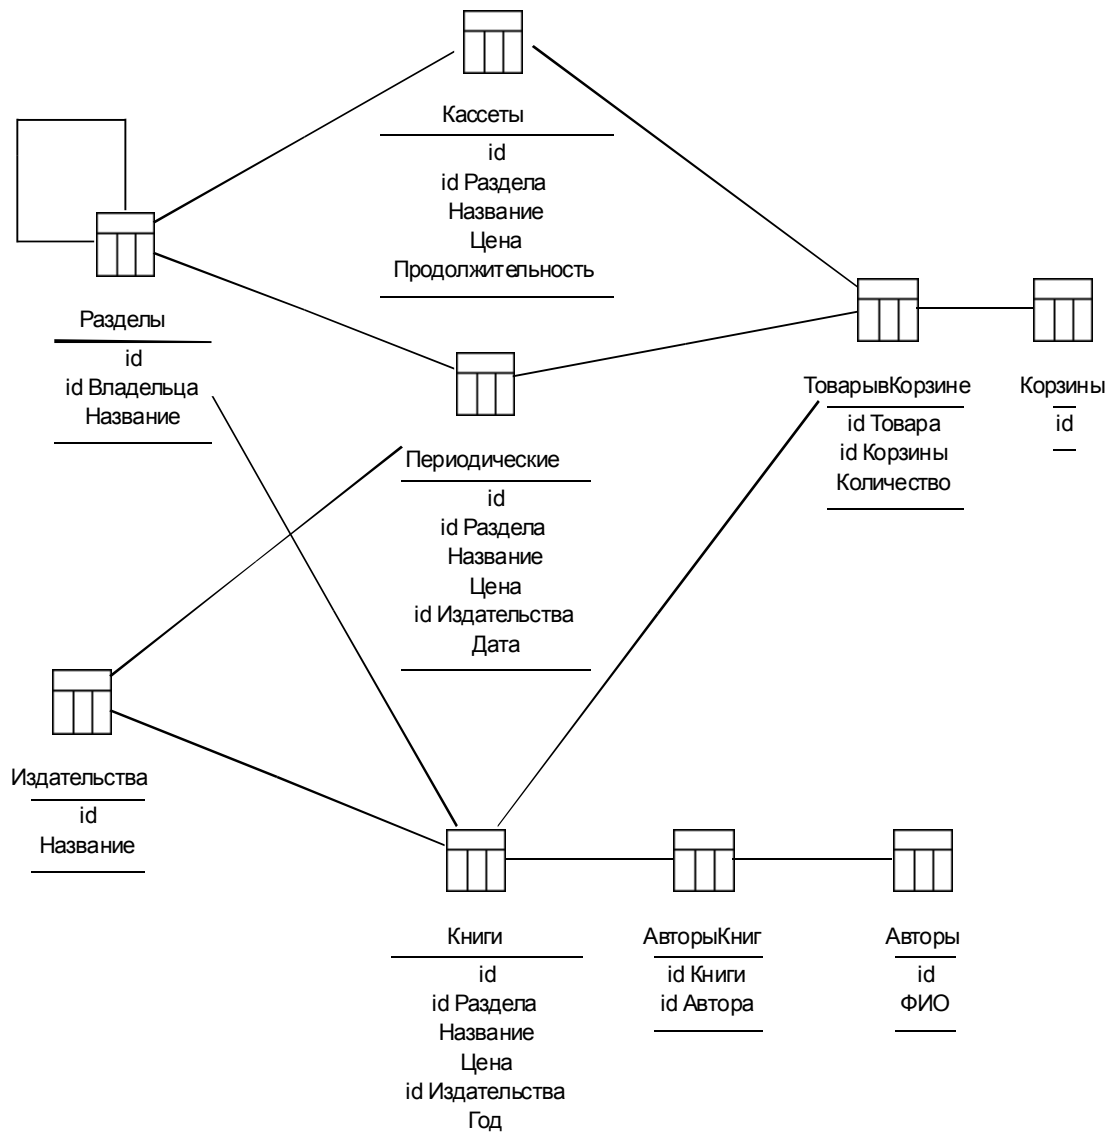 Кассеты
id
id Раздела
Название
Цена
Продолжительность
Разделы
id
id Владельца
Название
Периодические
id
id Раздела
Название
Цена
id Издательства
Дата
ТоварывКорзине
id Товара
id Корзины
Количество
Корзины
id
Издательства
id
Название
Книги
id
id Раздела
Название
Цена
id Издательства
Год
АвторыКниг
id Книги
id Автора
Авторы
id
ФИО